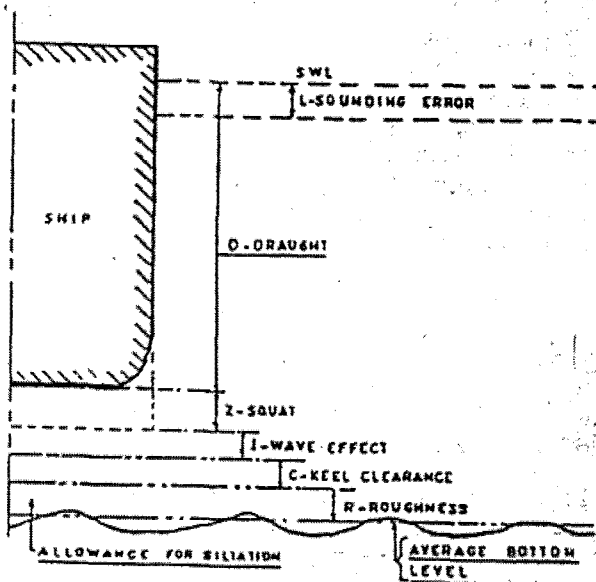 SWL
L-SOUNDING ERROR
SHIP
D-DRAUGHT
Z-SQUAT
I-WAVE EFFECT
C-KEEL CLEARANCE
R-ROUGHNESS
ALLOWANCE FOR SILTATION
AVERAGE BOTTOM
LEVEL